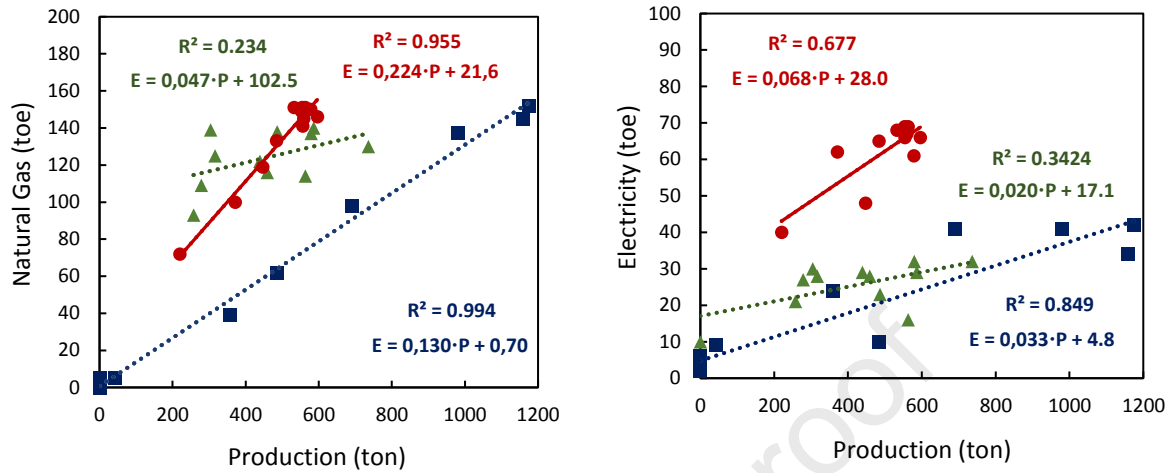 200
180
160
140
120
100
80
60
40
20
0
Natural Gas (toe)
R² = 0.234
E = 0,047·P + 102.5
R² = 0.955
E = 0,224·P + 21,6
R² = 0.994
E = 0,130·P + 0,70
0 200 400 600 800 1000 1200
Production (ton)
100
90
80
70
60
50
40
30
20
10
0
Electricity (toe)
R² = 0.677
E = 0,068·P + 28.0
R² = 0.3424
E = 0,020·P + 17.1
R² = 0.849
E = 0,033·P + 4.8
0 200 400 600 800 1000 1200
Production (ton)
roof